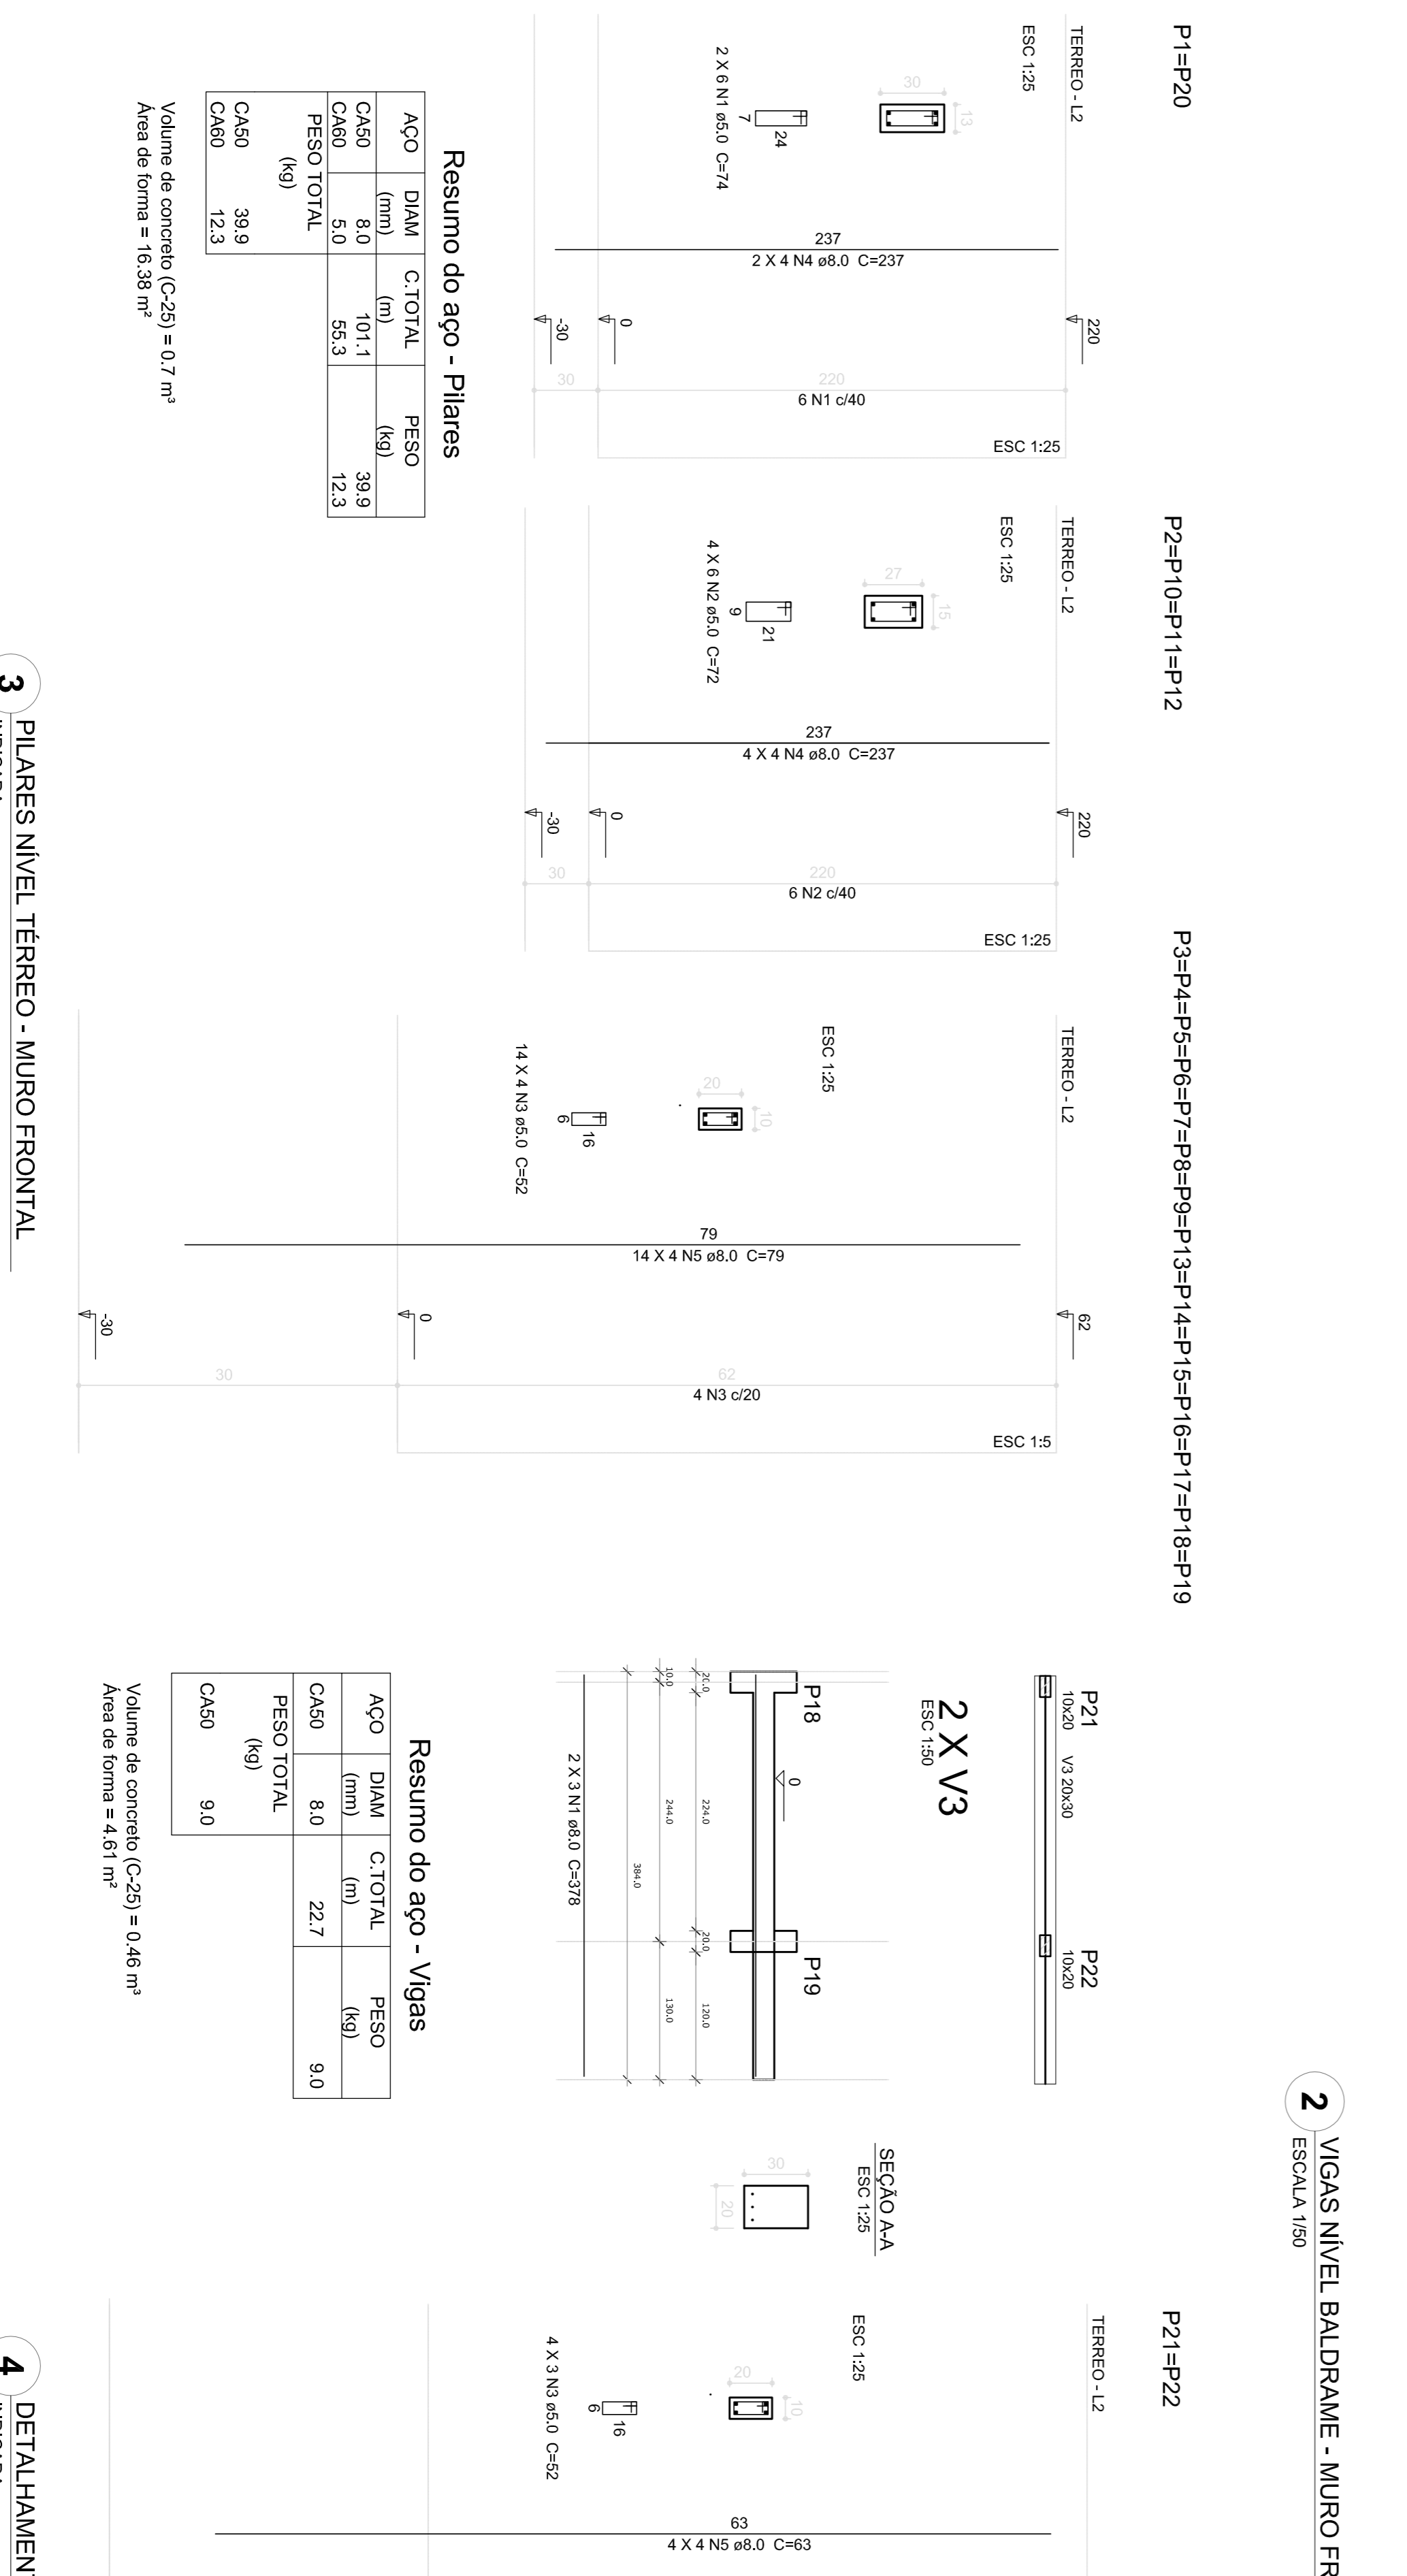 P1=P20
TERREO - L2
ESC 1:25
30
13
24
7
2 X 6 N1 ø5.0 C=74
237
2 X 4 N4 ø8.0 C=237
220
0
-30
30
220
6 N1 c/40
ESC 1:25
Resumo do aço - Pilares
AÇO DIAM C.TOTAL PESO
(mm) (m) (kg)
CA50 8.0 101.1 39.9
CA60 5.0 55.3 12.3
PESO TOTAL
(kg)
CA50 39.9
CA60 12.3
Volume de concreto (C-25) = 0.7 m³
Área de forma = 16.38 m²
P2=P10=P11=P12
TERREO - L2
ESC 1:25
27
15
21
9
4 X 6 N2 ø5.0 C=72
237
4 X 4 N4 ø8.0 C=237
220
0
-30
30
220
6 N2 c/40
ESC 1:25
P3=P4=P5=P6=P7=P8=P9=P13=P14=P15=P16=P17=P18=P19
TERREO - L2
ESC 1:25
20
10
16
6
14 X 4 N3 ø5.0 C=52
79
14 X 4 N5 ø8.0 C=79
62
0
-30
30
62
4 N3 c/20
ESC 1:5
3
PILARES NÍVEL TÉRREO - MURO FRONTAL
P21
10x20
V3 20x30
P22
10x20
2 X V3
ESC 1:50
P18
P19
0
20.0
224.0
20.0
120.0
10.0
244.0
130.0
384.0
2 X 3 N1 ø8.0 C=378
SEÇÃO A-A
ESC 1:25
30
20
Resumo do aço - Vigas
AÇO DIAM C.TOTAL PESO
(mm) (m) (kg)
CA50 8.0 22.7 9.0
PESO TOTAL
(kg)
CA50 9.0
Volume de concreto (C-25) = 0.46 m³
Área de forma = 4.61 m²
2
VIGAS NÍVEL BALDRAME - MURO FR
ESCALA 1/50
P21=P22
TERREO - L2
ESC 1:25
20
10
16
6
4 X 3 N3 ø5.0 C=52
63
4 X 4 N5 ø8.0 C=63
4
DETALHAMEN